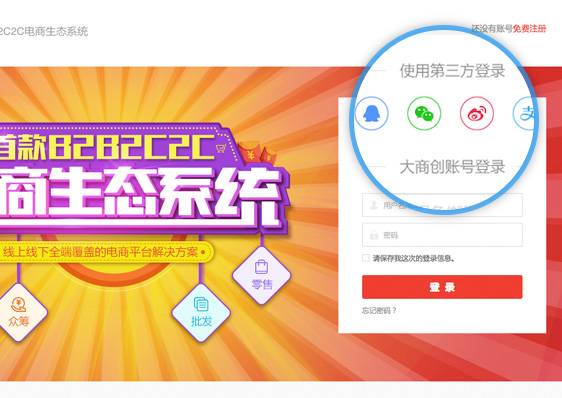 2C2C电商生态系统
还没有账号免费注册
使用第三方登录
支
大商创账号登录
首款B2B2C2C
商生态系统
线上线下全端覆盖的电商平台解决方案
零售
众筹
批发
用户名
密码
请保存我这次的登录信息。
登 录
忘记密码？